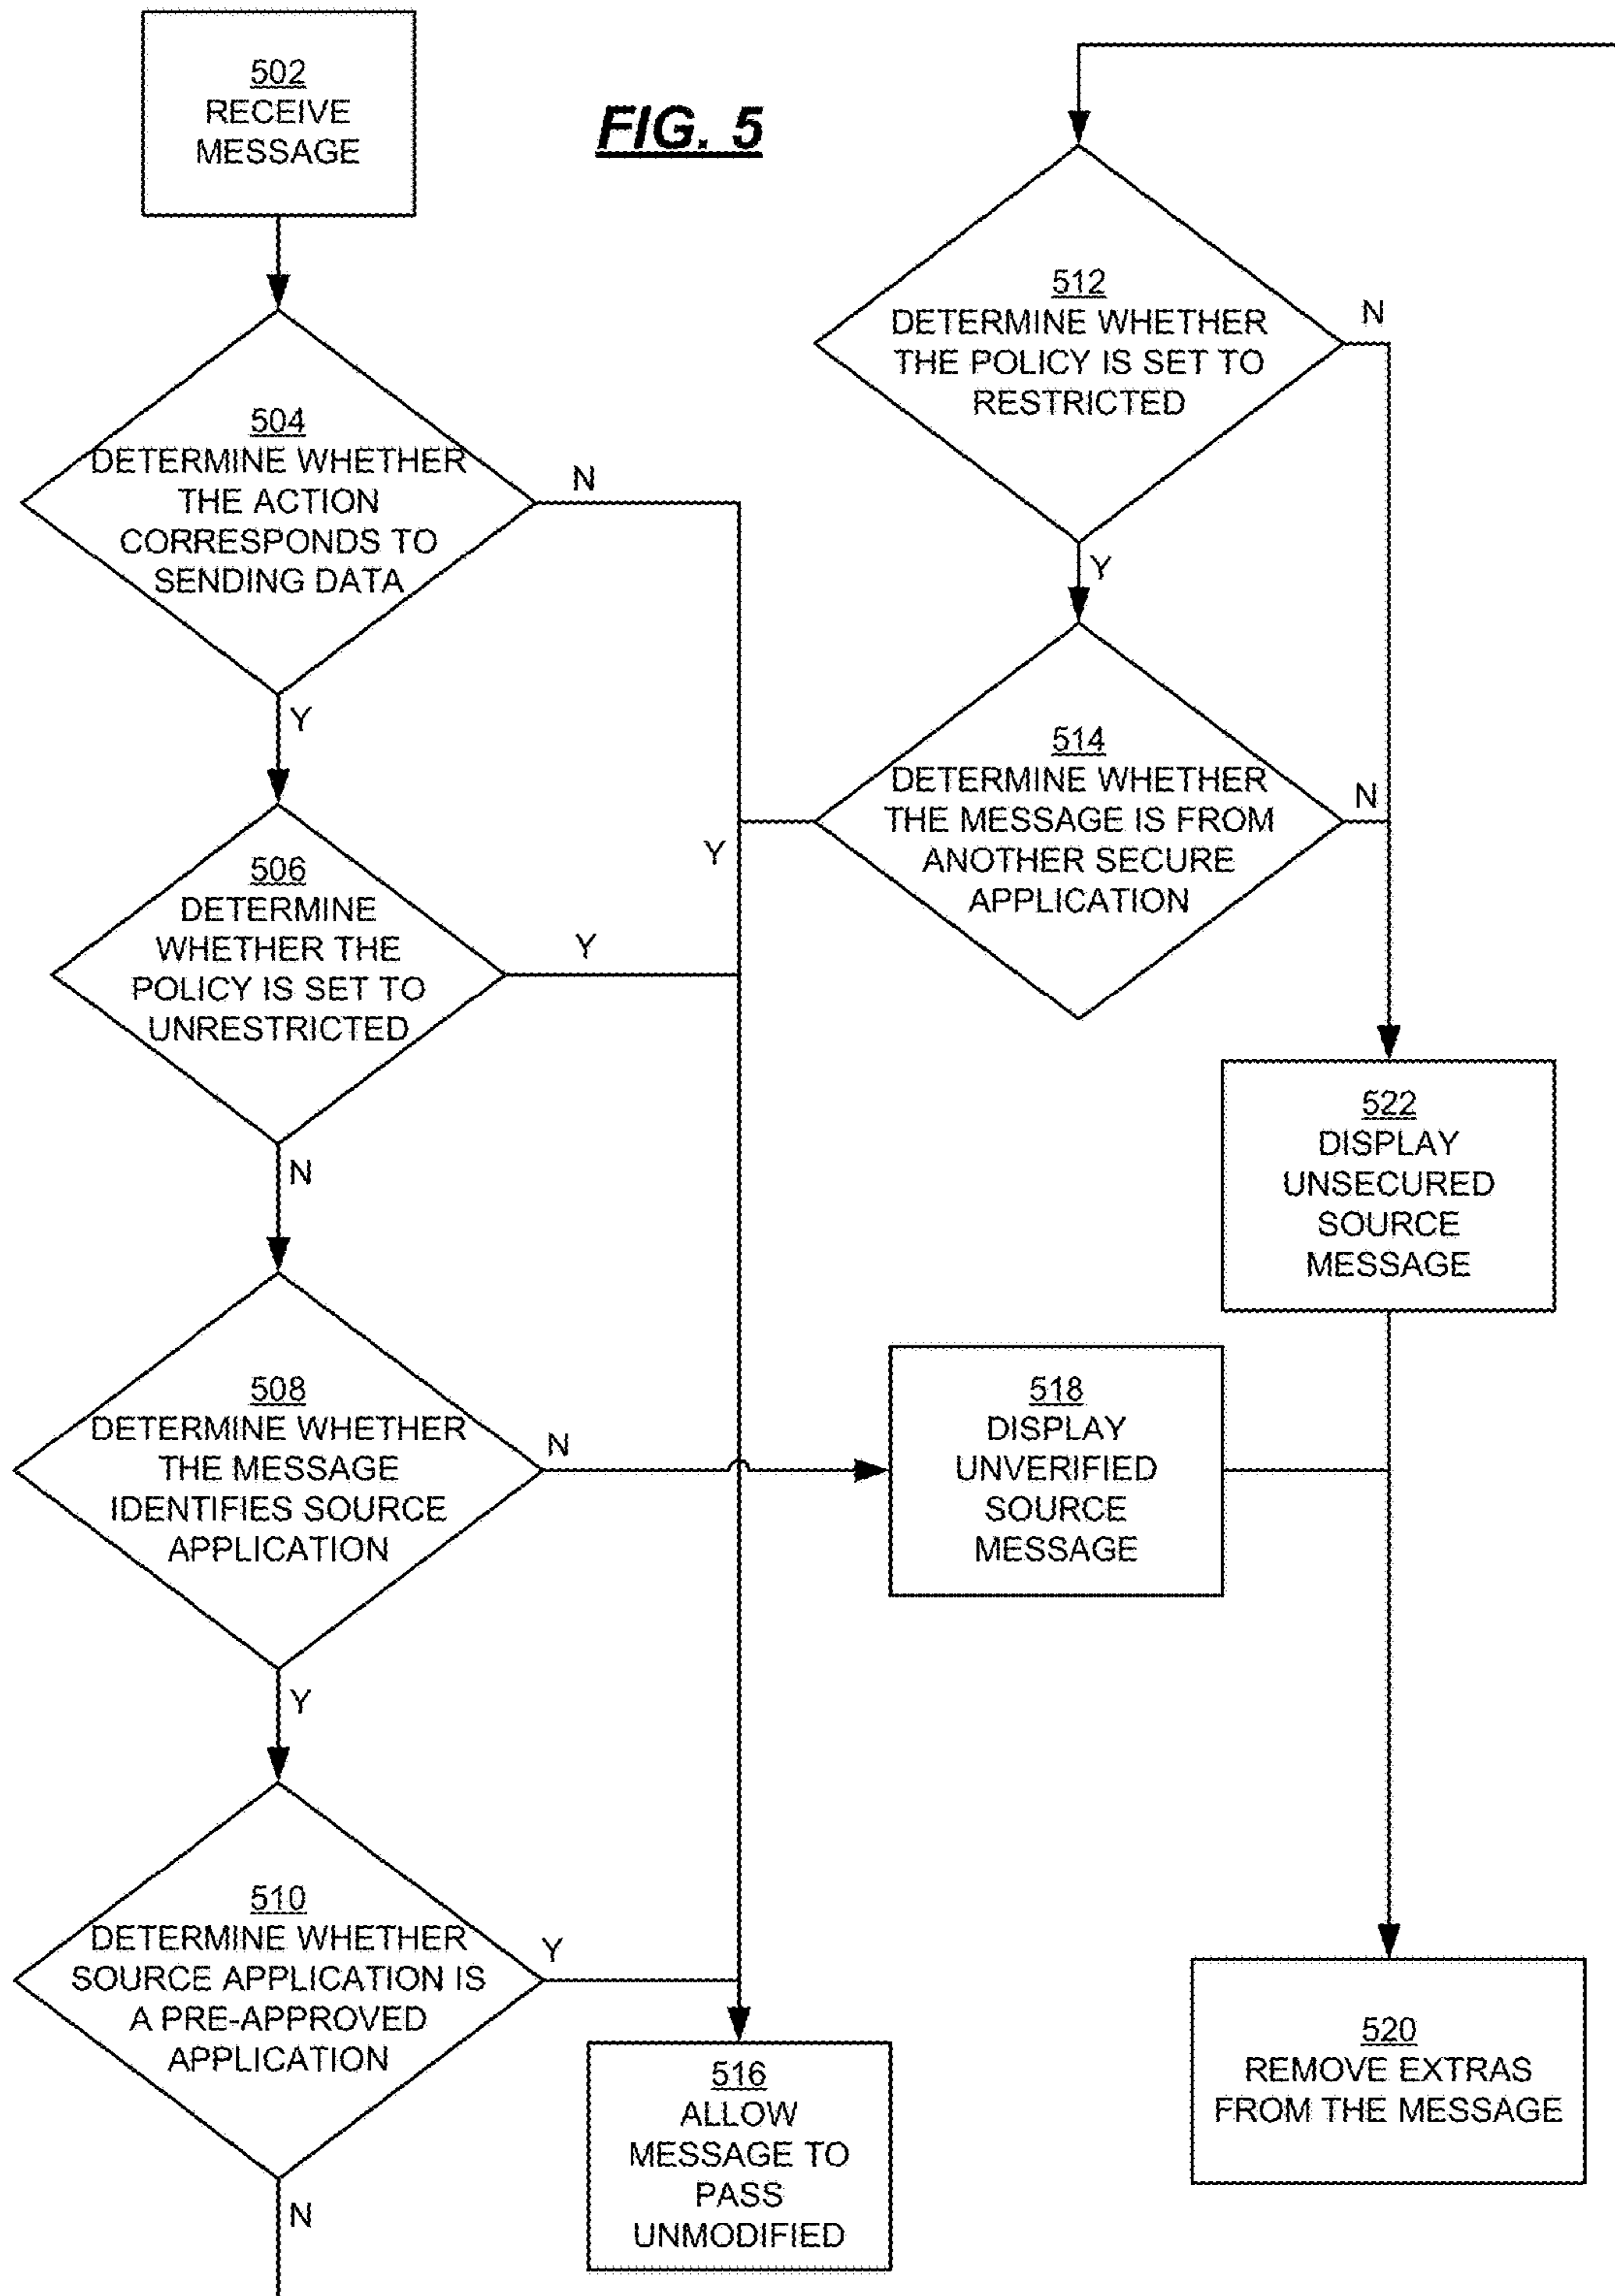 FIG. 5
502
RECEIVE
MESSAGE
504
DETERMINE WHETHER
THE ACTION
CORRESPONDS TO
SENDING DATA
N
Y
506
DETERMINE
WHETHER THE
POLICY IS SET TO
UNRESTRICTED
Y
N
508
DETERMINE WHETHER
THE MESSAGE
IDENTIFIES SOURCE
APPLICATION
N
Y
510
DETERMINE WHETHER
SOURCE APPLICATION IS
A PRE-APPROVED
APPLICATION
Y
N
512
DETERMINE WHETHER
THE POLICY IS SET TO
RESTRICTED
N
Y
514
DETERMINE WHETHER
THE MESSAGE IS FROM
ANOTHER SECURE
APPLICATION
N
Y
516
ALLOW
MESSAGE TO
PASS
UNMODIFIED
518
DISPLAY
UNVERIFIED
SOURCE
MESSAGE
522
DISPLAY
UNSECURED
SOURCE
MESSAGE
520
REMOVE EXTRAS
FROM THE MESSAGE